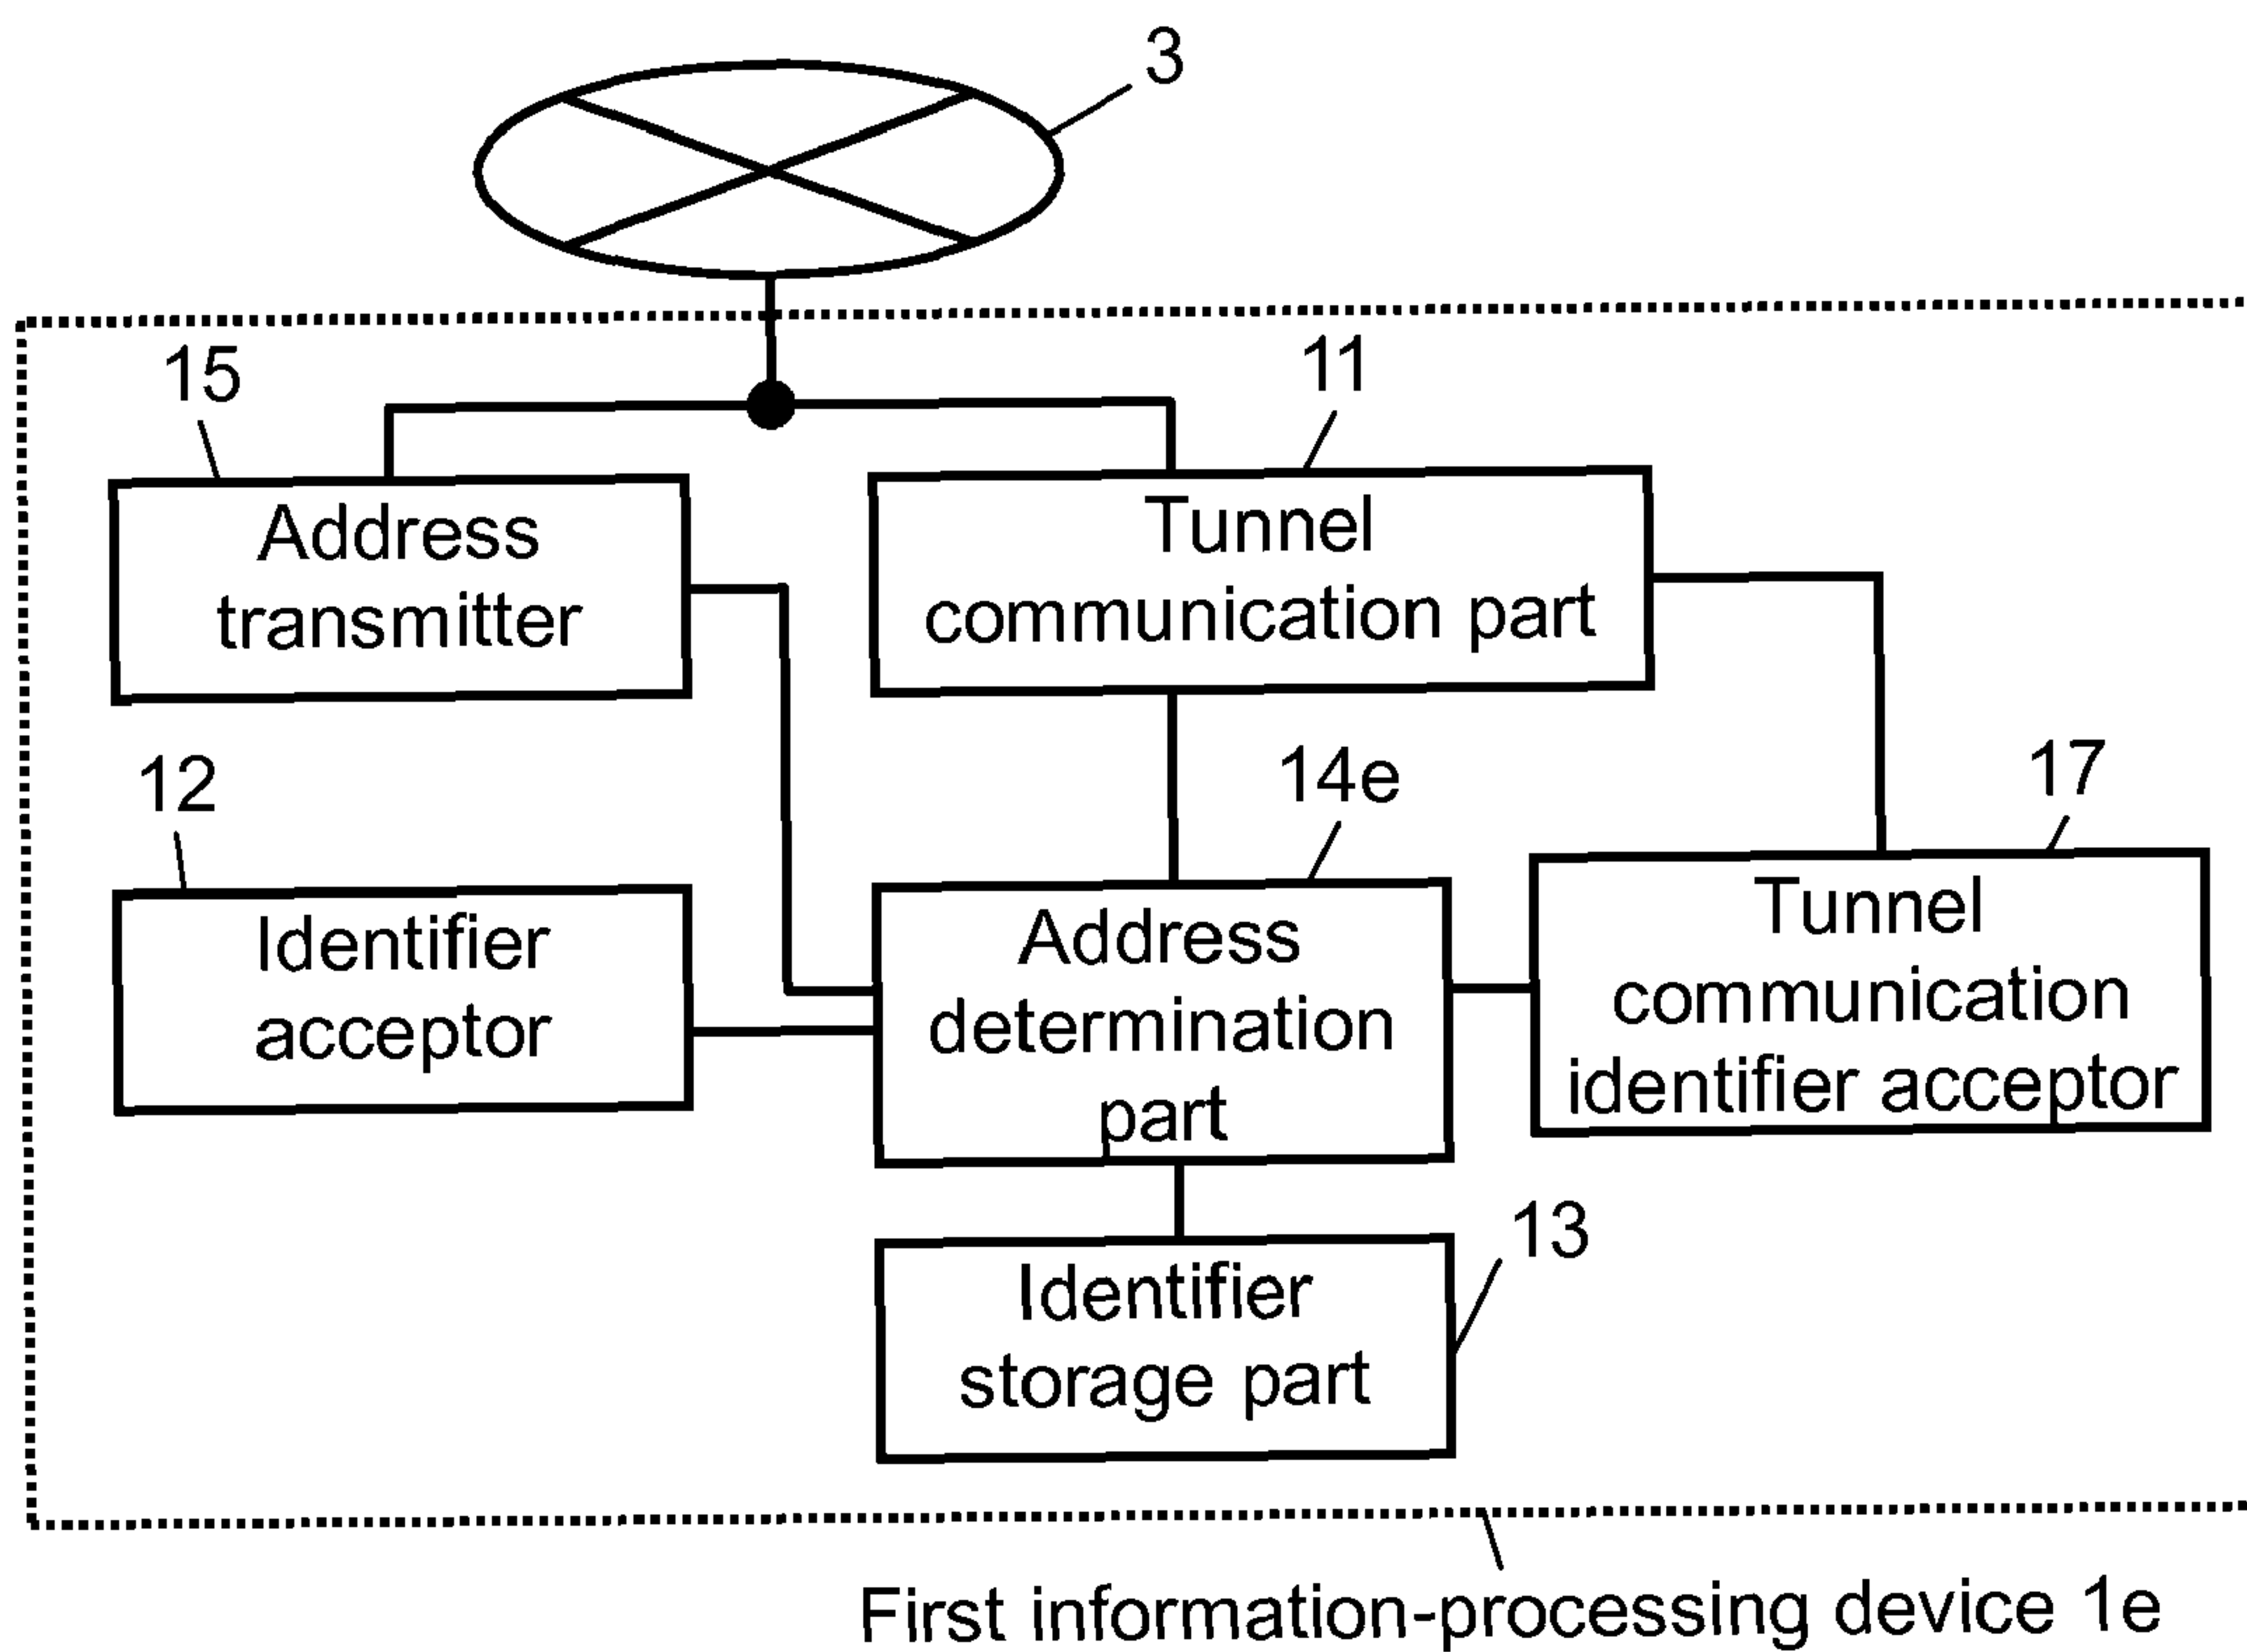 3
15
11
Address
transmitter
Tunnel
communication part
12
14e
17
Identifier
acceptor
Address
determination
part
Tunnel
communication
identifier acceptor
13
Identifier
storage part
First information-processing device 1e